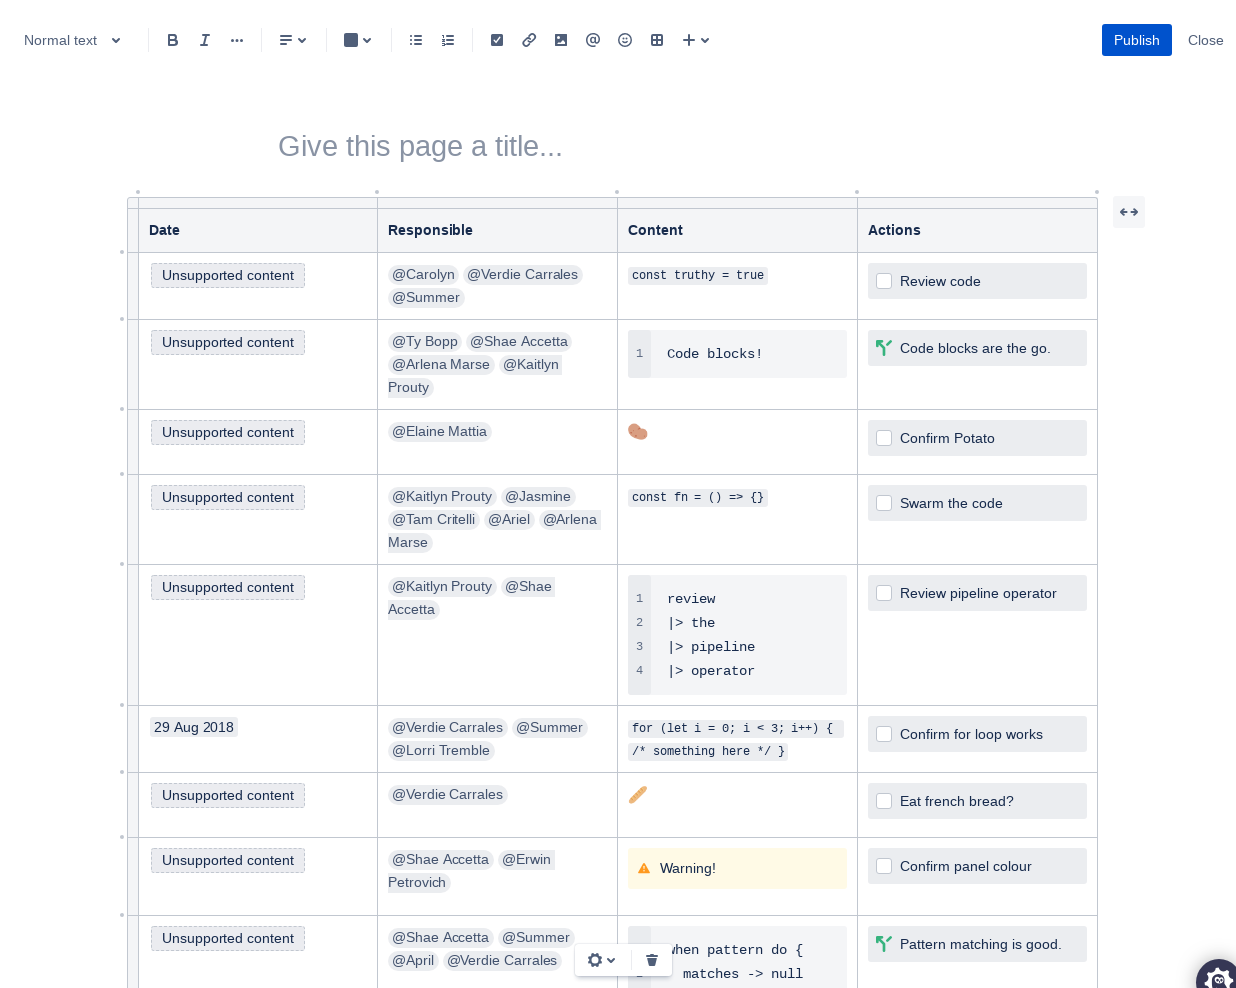 Normal text
Publish
Close
Give this page a title...
Date Responsible Content Actions
Unsupported content
@Carolyn @Verdie Carrales
@Summer
const truthy = true
Review code
Unsupported content
@Ty Bopp @Shae Accetta
@Arlena Marse @Kaitlyn
Prouty
1 Code blocks!
Code blocks are the go.
Unsupported content
@Elaine Mattia
Confirm Potato
Unsupported content
@Kaitlyn Prouty @Jasmine
@Tam Critelli @Ariel @Arlena
Marse
const fn = () => {}
Swarm the code
Unsupported content
@Kaitlyn Prouty @Shae
Accetta
1 review
2 |> the
3 |> pipeline
4 |> operator
Review pipeline operator
29 Aug 2018
@Verdie Carrales @Summer
@Lorri Tremble
for (let i = 0; i < 3; i++) {
/* something here */ }
Confirm for loop works
Unsupported content
@Verdie Carrales
Eat french bread?
Unsupported content
@Shae Accetta @Erwin
Petrovich
Warning!
Confirm panel colour
Unsupported content
@Shae Accetta @Summer
@April @Verdie Carrales
when pattern do {
matches -> null
Pattern matching is good.